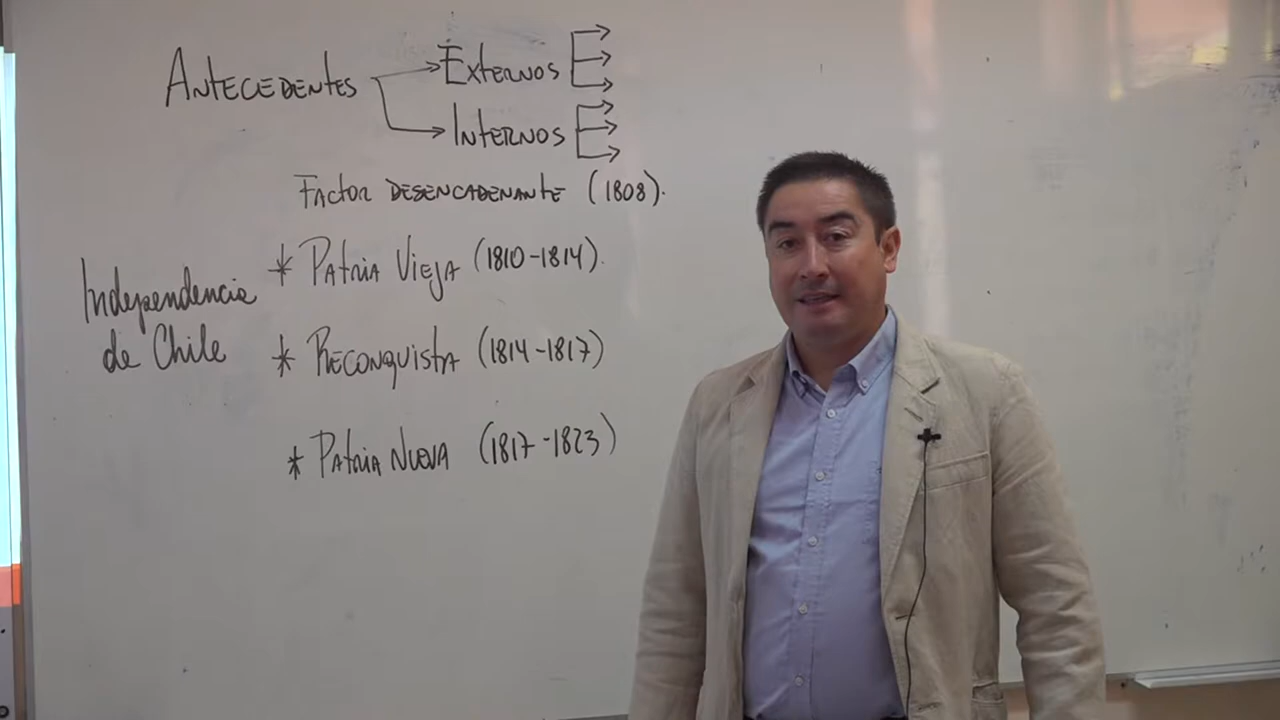 Antecedentes
Externos
Internos
Factor desencadenante (1808).
Independencia
de Chile
* Patria Vieja (1810-1814).
* Reconquista (1814-1817)
* Patria Nueva (1817-1823)